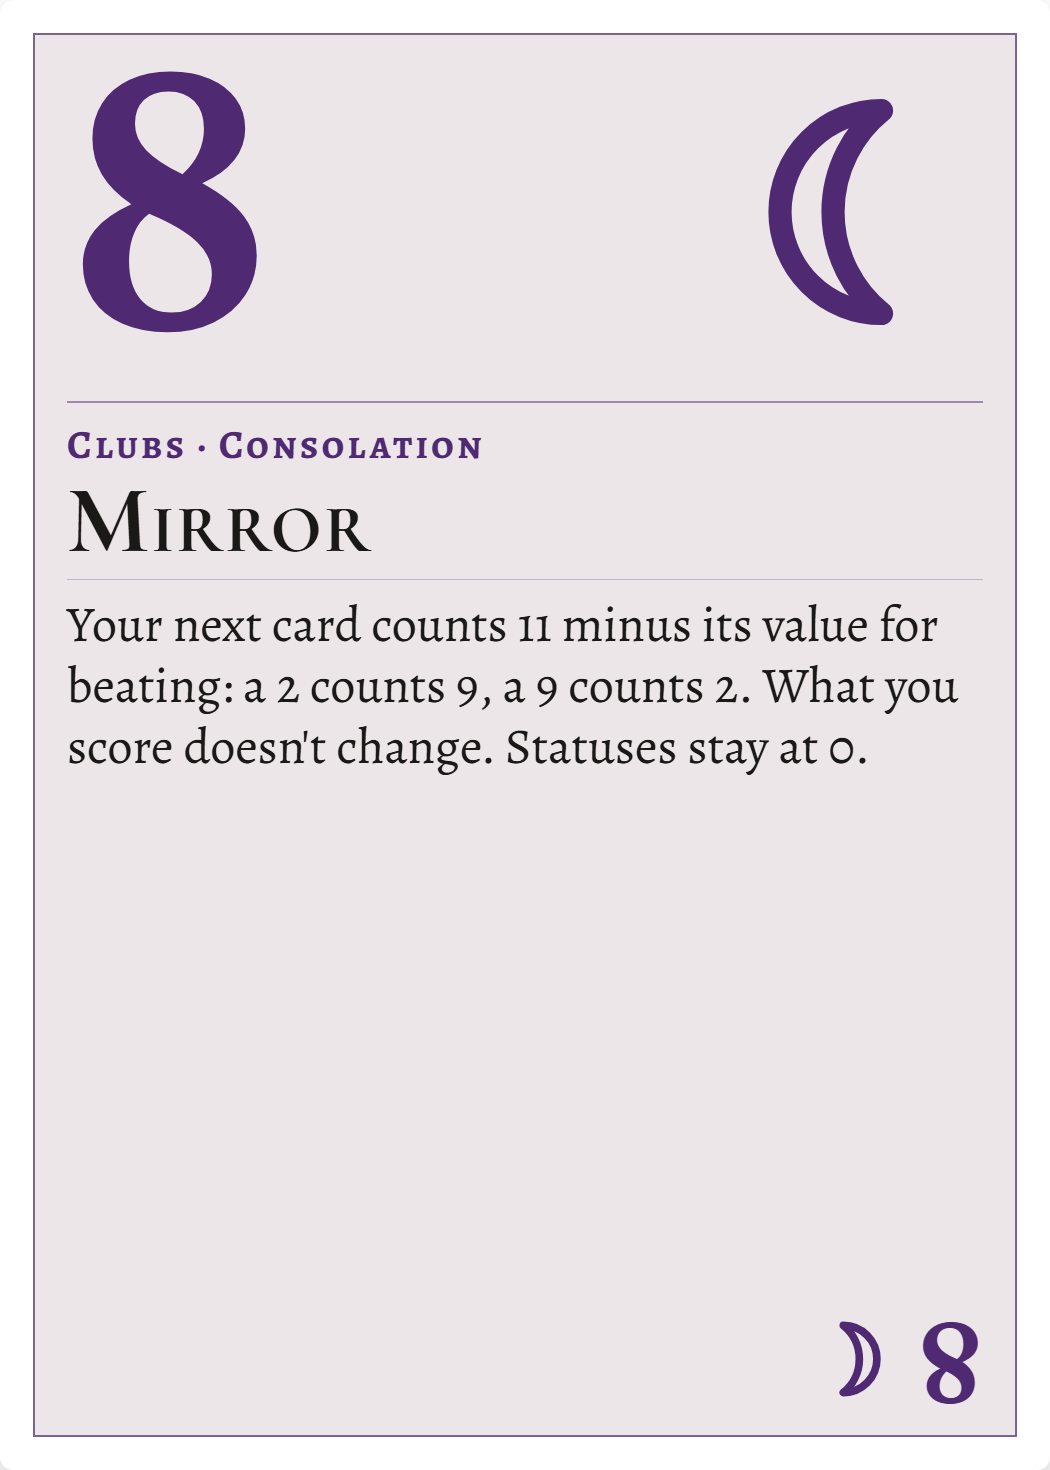 8
Clubs · Consolation
Mirror
Your next card counts 11 minus its value for
beating: a 2 counts 9, a 9 counts 2. What you
score doesn't change. Statuses stay at 0.
8